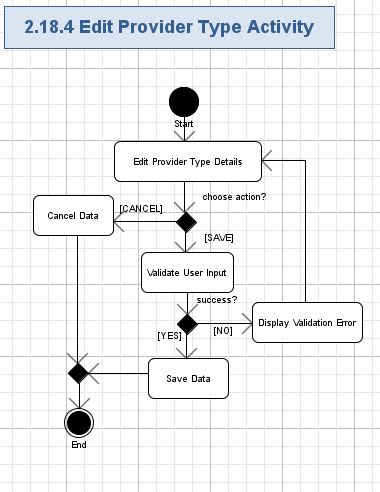 2.18.4 Edit Provider Type Activity
Start
Edit Provider Type Details
choose action?
Cancel Data
[CANCEL]
[SAVE]
Validate User Input
success?
[YES]
[NO]
Display Validation Error
Save Data
End